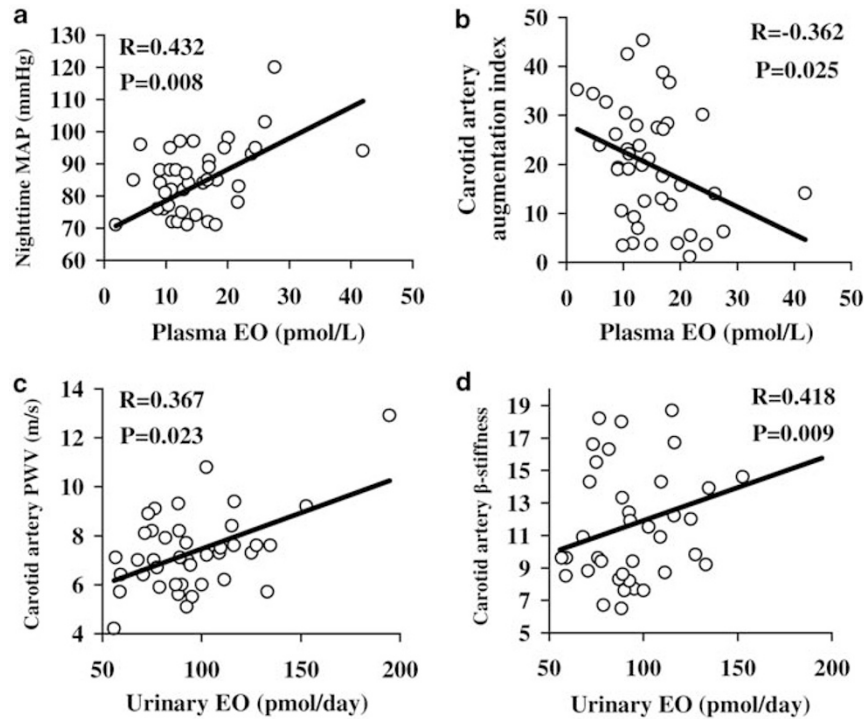 a
R=0.432
P=0.008
Nighttime MAP (mmHg)
130
120
110
100
90
80
70
60
0 10 20 30 40 50
Plasma EO (pmol/L)
b
R=-0.362
P=0.025
Carotid artery
augmentation index
50
40
30
20
10
0
0 10 20 30 40 50
Plasma EO (pmol/L)
c
R=0.367
P=0.023
Carotid artery PWV (m/s)
14
12
10
8
6
4
50 100 150 200
Urinary EO (pmol/day)
d
R=0.418
P=0.009
Carotid artery β-stiffness
19
17
15
13
11
9
7
5
50 100 150 200
Urinary EO (pmol/day)